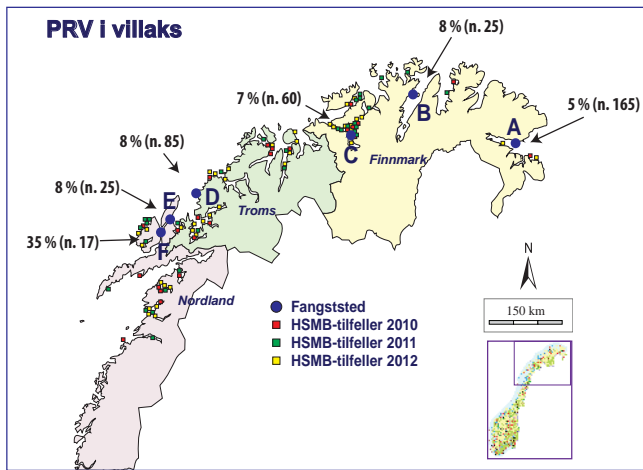 PRV i villaks
8 % (n. 25)
7 % (n. 60)
B
5 % (n. 165)
A
C
Finnmark
8 % (n. 85)
8 % (n. 25)
E
D
Troms
35 % (n. 17)
F
Nordland
N
150 km
Fangststed
HSMB-tilfeller 2010
HSMB-tilfeller 2011
HSMB-tilfeller 2012